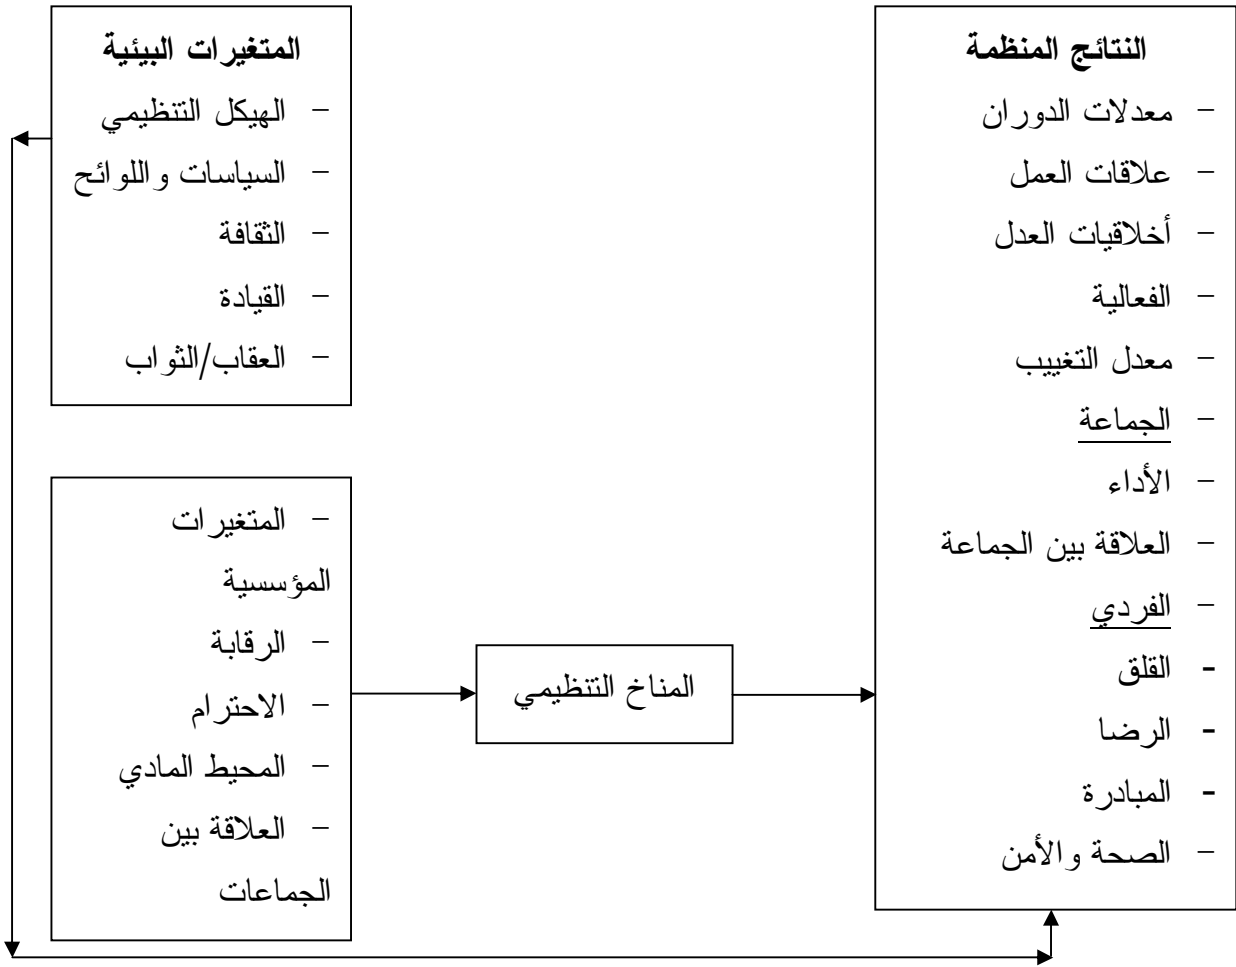 المتغيرات البيئية
– الهيكل التنظيمي
– السياسات واللوائح
– الثقافة
– القيادة
– العقاب/الثواب
– المتغيرات
المؤسسية
– الرقابة
– الاحترام
– المحيط المادي
– العلاقة بين
الجماعات
المناخ التنظيمي
النتائج المنظمة
– معدلات الدوران
– علاقات العمل
– أخلاقيات العدل
– الفعالية
– معدل التغييب
– الجماعة
– الأداء
– العلاقة بين الجماعة
– الفردي
- القلق
- الرضا
- المبادرة
– الصحة والأمن